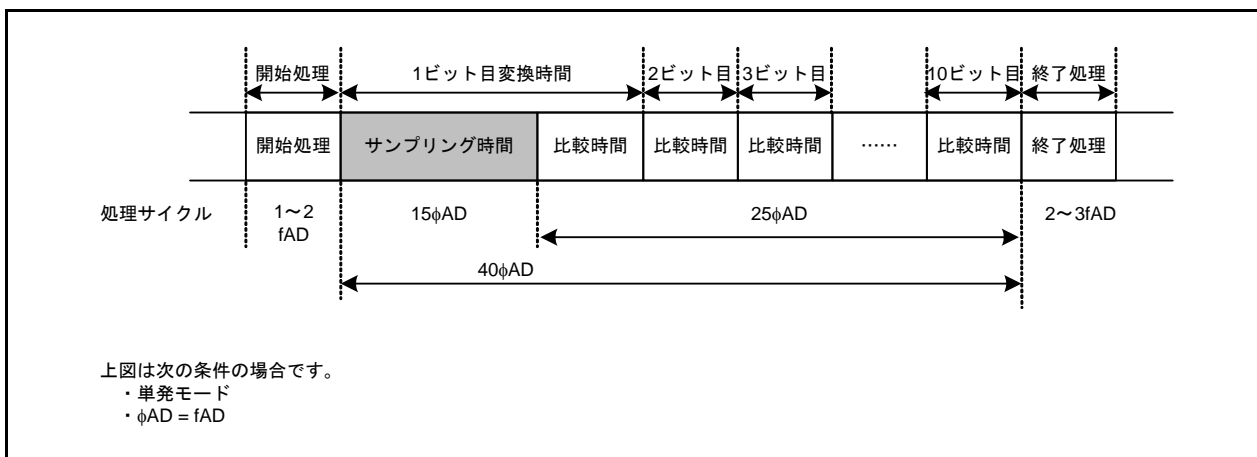 開始処理 1ビット目変換時間 2ビット目 3ビット目 10ビット目 終了処理
開始処理 サンプリング時間 比較時間 比較時間 比較時間 …… 比較時間 終了処理
処理サイクル 1～2 fAD 15φAD 25φAD 2～3fAD
40φAD
上図は次の条件の場合です。
・単発モード
・φAD = fAD